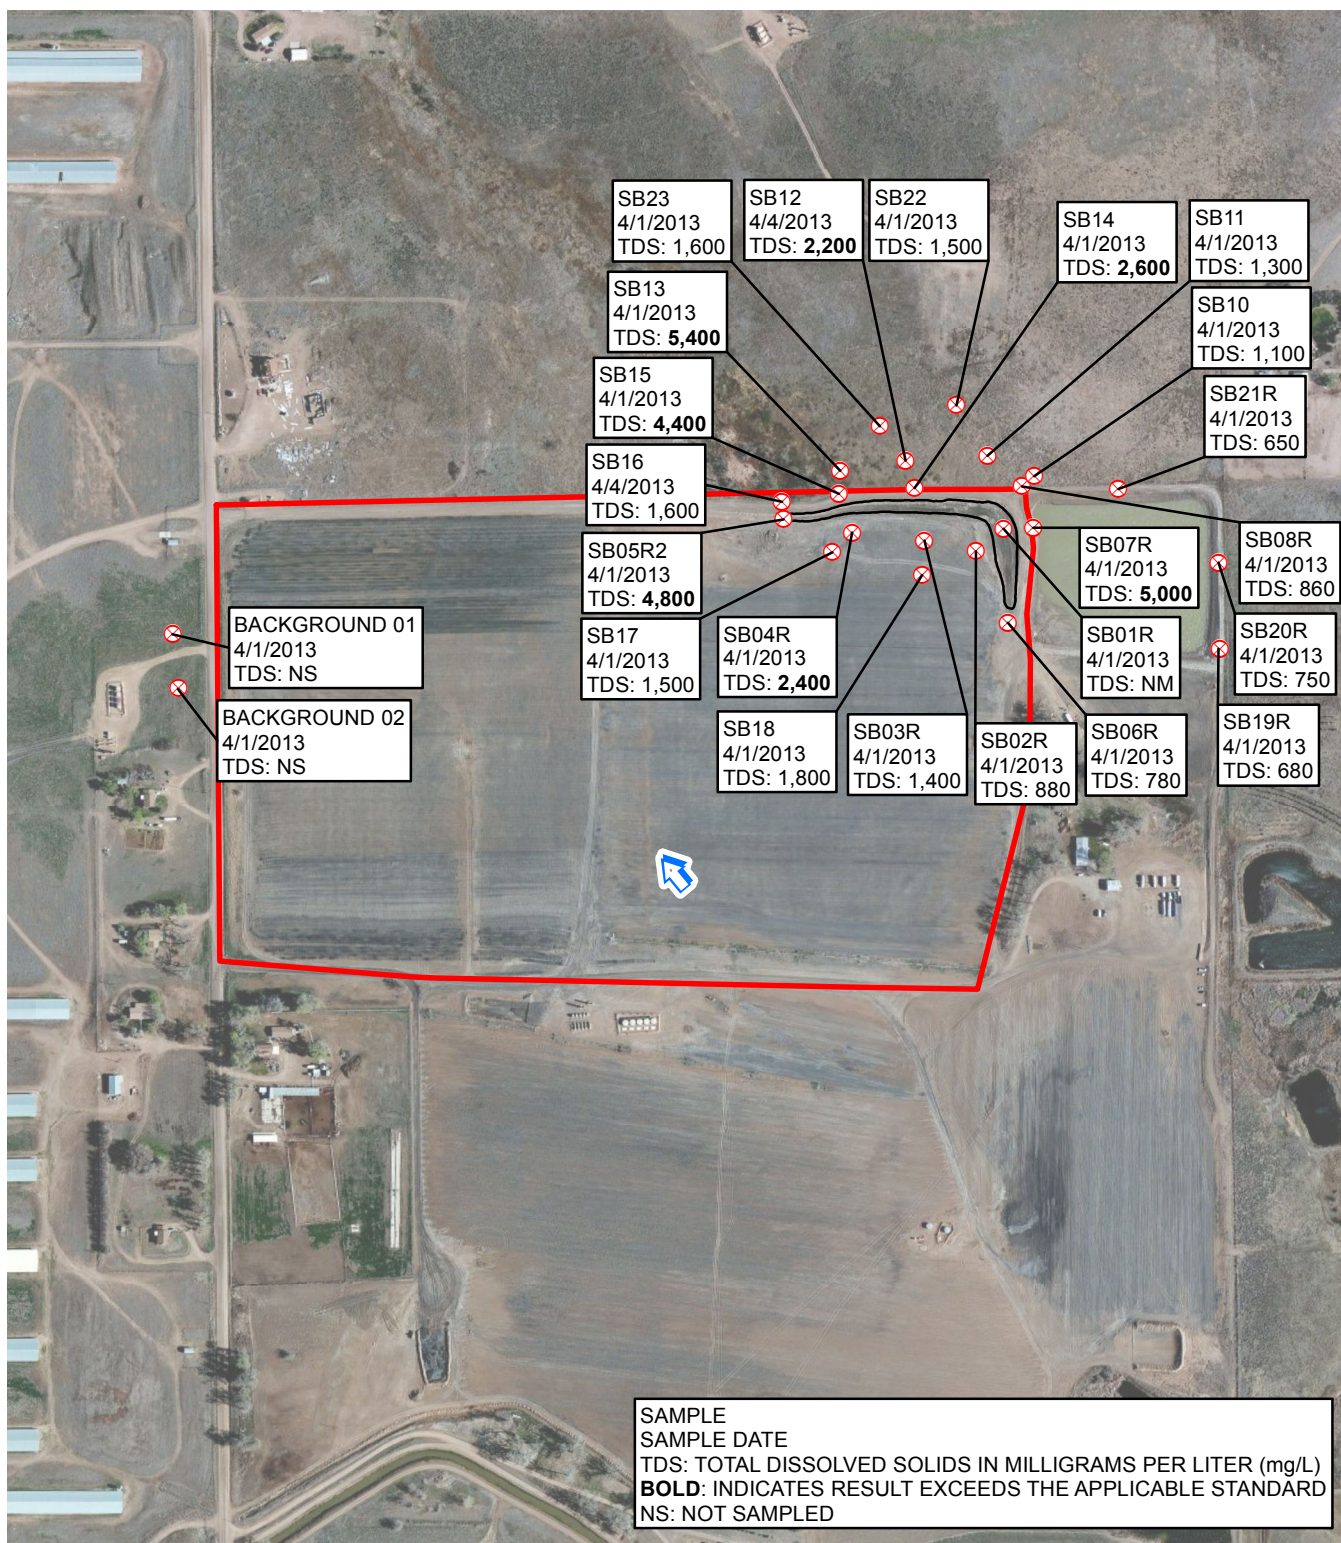 SB23
4/1/2013
TDS: 1,600
SB12
4/4/2013
TDS: 2,200
SB22
4/1/2013
TDS: 1,500
SB14
4/1/2013
TDS: 2,600
SB11
4/1/2013
TDS: 1,300
SB13
4/1/2013
TDS: 5,400
SB10
4/1/2013
TDS: 1,100
SB15
4/1/2013
TDS: 4,400
SB21R
4/1/2013
TDS: 650
SB16
4/4/2013
TDS: 1,600
SB05R2
4/1/2013
TDS: 4,800
SB07R
4/1/2013
TDS: 5,000
SB08R
4/1/2013
TDS: 860
BACKGROUND 01
4/1/2013
TDS: NS
SB17
4/1/2013
TDS: 1,500
SB04R
4/1/2013
TDS: 2,400
SB01R
4/1/2013
TDS: NM
SB20R
4/1/2013
TDS: 750
BACKGROUND 02
4/1/2013
TDS: NS
SB18
4/1/2013
TDS: 1,800
SB03R
4/1/2013
TDS: 1,400
SB02R
4/1/2013
TDS: 880
SB06R
4/1/2013
TDS: 780
SB19R
4/1/2013
TDS: 680
SAMPLE
SAMPLE DATE
TDS: TOTAL DISSOLVED SOLIDS IN MILLIGRAMS PER LITER (mg/L)
BOLD: INDICATES RESULT EXCEEDS THE APPLICABLE STANDARD
NS: NOT SAMPLED